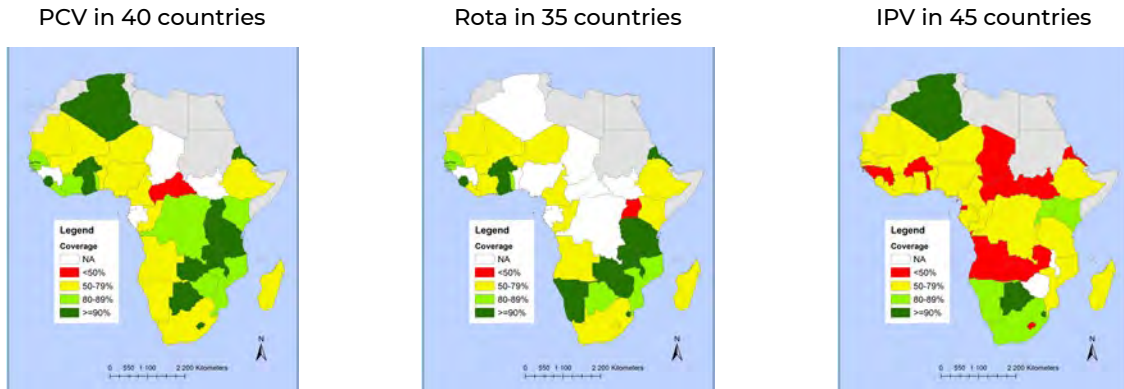 PCV in 40 countries
Rota in 35 countries
IPV in 45 countries
Legend
Coverage
NA
<50%
50-79%
80-89%
>=90%
N
0 550 1 100 2 200 Kilometers
Legend
Coverage
NA
<50%
50-79%
80-89%
>=90%
N
0 550 1 100 2 200 Kilometers
Legend
Coverage
NA
<50%
50-79%
80-89%
>=90%
N
0 550 1 100 2 200 Kilometers